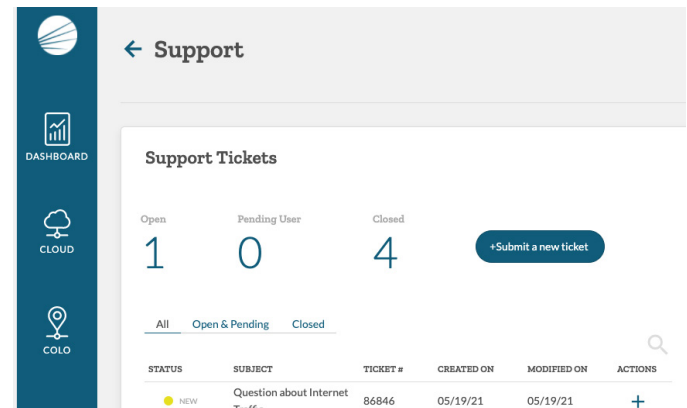 ← Support
DASHBOARD
CLOUD
COLO
Support Tickets
Open Pending User Closed
1 0 4 +Submit a new ticket
All Open & Pending Closed
STATUS SUBJECT TICKET # CREATED ON MODIFIED ON ACTIONS
NEW Question about Internet 86846 05/19/21 05/19/21 +